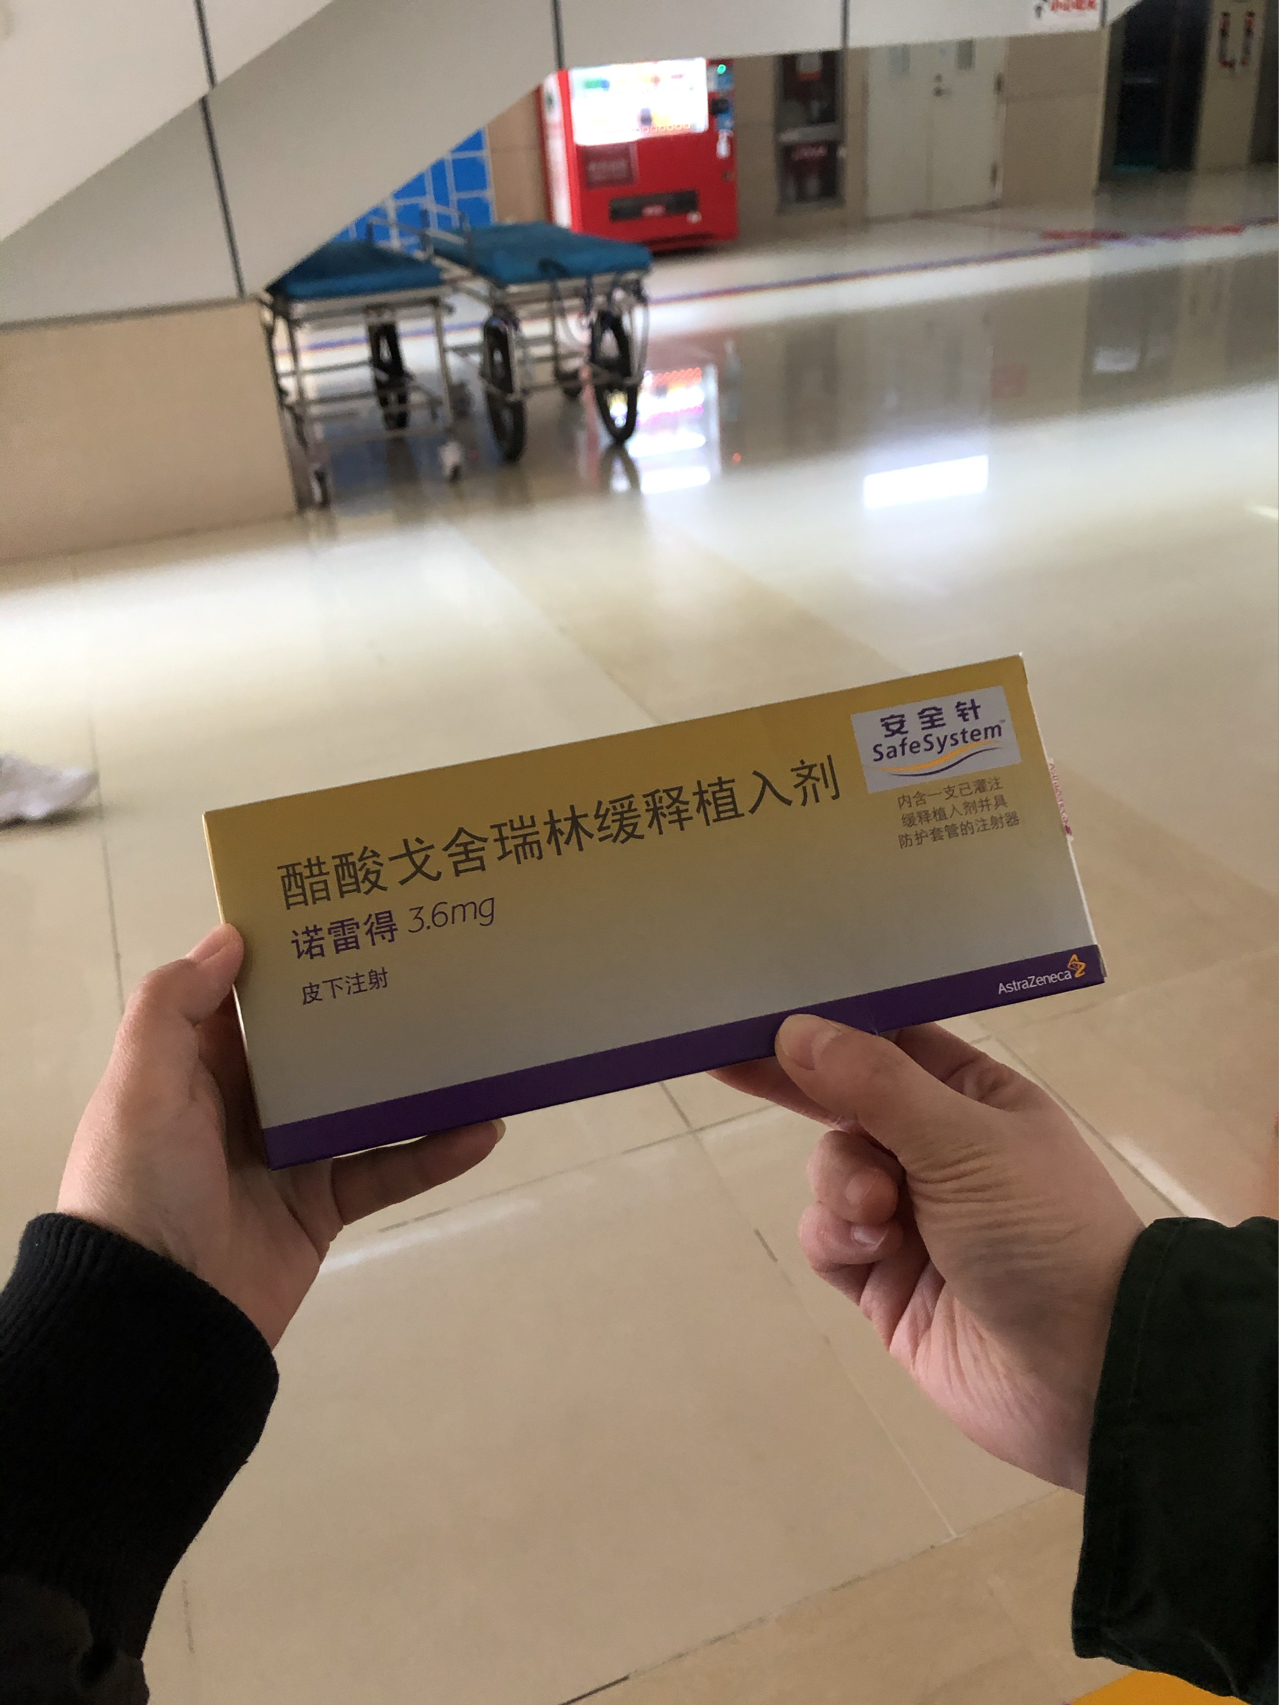 安全针
SafeSystem™
内含一支已灌注
缓释植入剂并具
防护套管的注射器
醋酸戈舍瑞林缓释植入剂
诺雷得 3.6mg
皮下注射
AstraZeneca